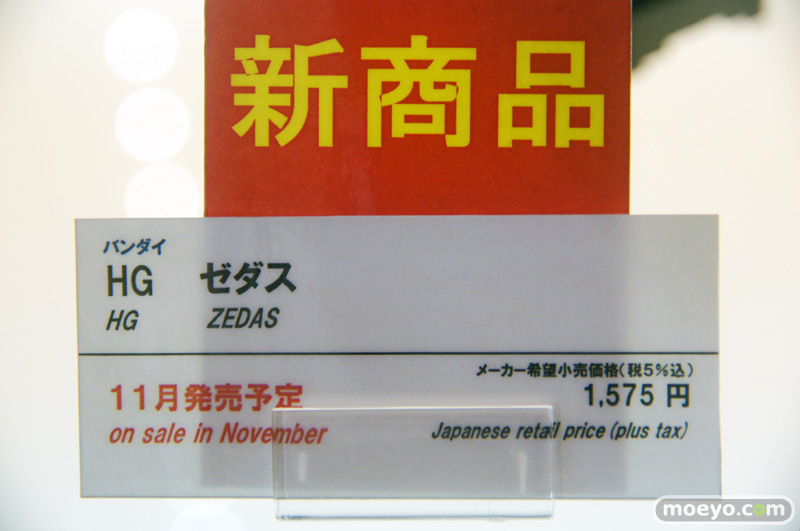 新商品
バンダイ
HG ゼダス
HG ZEDAS
メーカー希望小売価格(税5%込)
11月発売予定 1,575 円
on sale in November Japanese retail price (plus tax)
moeyo.com